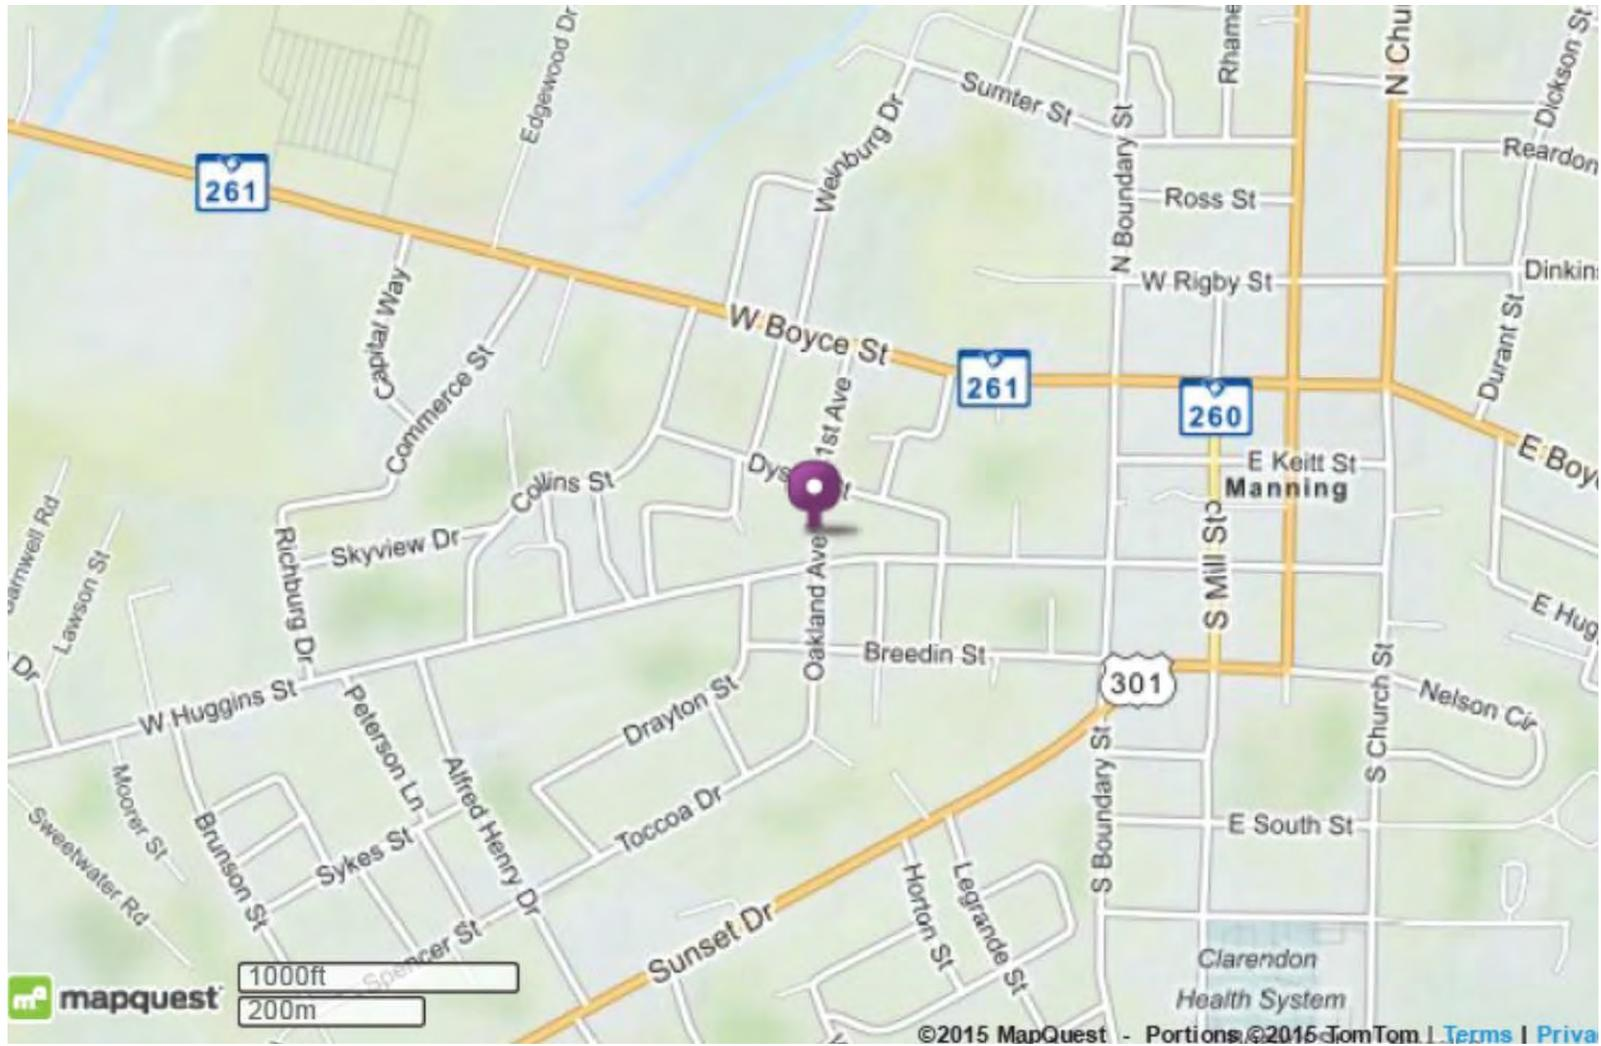 Edgewood Dr
Rhame
N Chu
Dickson St
Sumter St
Weinburg Dr
N Boundary St
Reardon
261
Ross St
Dinkins
W Rigby St
Capital Way
W Boyce St
Durant St
261
260
1st Ave
Commerce St
E Keitt St
E Boy
Manning
Collins St
Skyview Dr
Barnwell Rd
Lawson St
Richburg Dr
Oakland Ave
S Mill St
E Hug
Breedin St
Dr
301
W Huggins St
Peterson Ln
Drayton St
S Church St
Nelson Cir
S Boundary St
Moorer St
Alfred Henry Dr
Toccoa Dr
Sweetwater Rd
Brunson St
Sykes St
E South St
Horton St
Legrande St
Spencer St
Sunset Dr
Clarendon
Health System
1000ft
mapquest
200m
©2015 MapQuest - Portions ©2015 TomTom | Terms | Priva